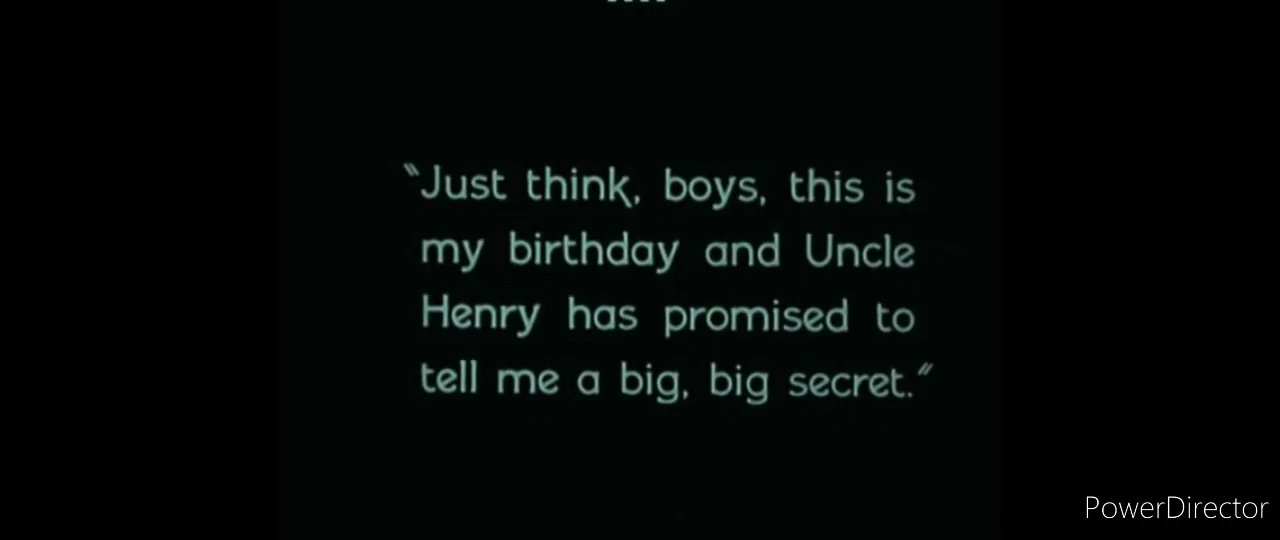 "Just think, boys, this is
my birthday and Uncle
Henry has promised to
tell me a big, big secret."
PowerDirector